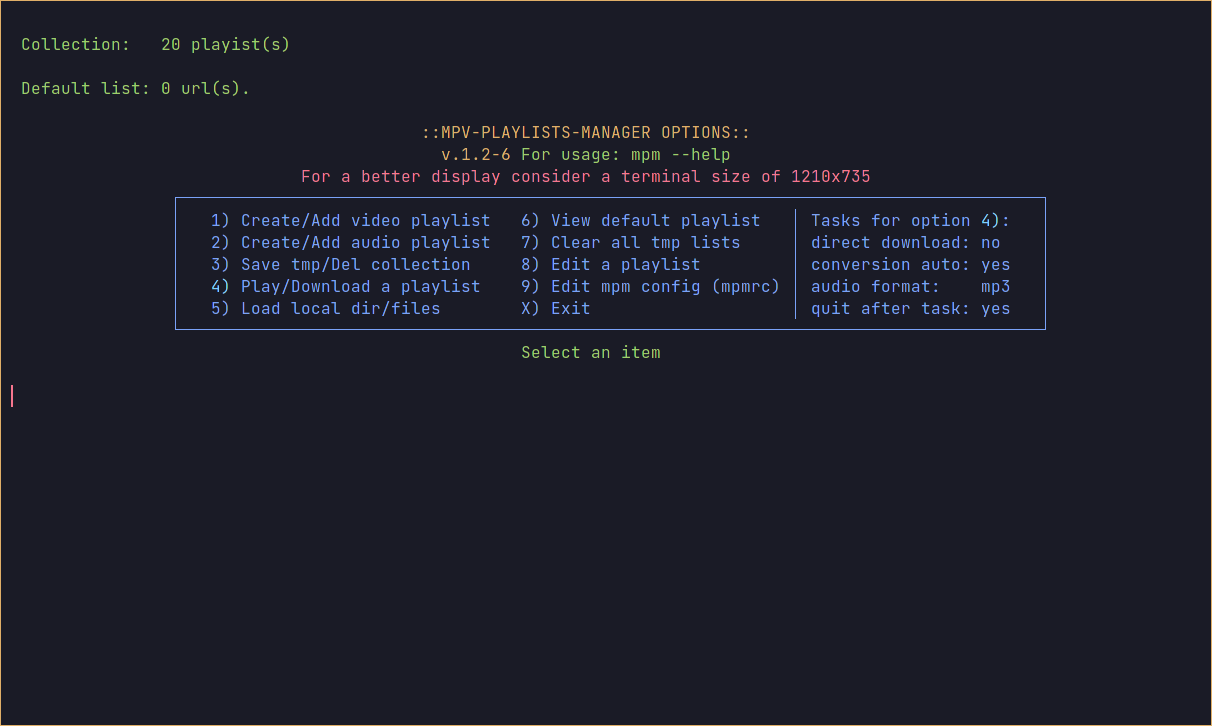 Collection:   20 playist(s)
Default list: 0 url(s).
::MPV-PLAYLISTS-MANAGER OPTIONS::
v.1.2-6 For usage: mpm --help
For a better display consider a terminal size of 1210x735
1) Create/Add video playlist   6) View default playlist   Tasks for option 4):
2) Create/Add audio playlist   7) Clear all tmp lists   direct download: no
3) Save tmp/Del collection   8) Edit a playlist   conversion auto: yes
4) Play/Download a playlist   9) Edit mpm config (mpmrc)   audio format:    mp3
5) Load local dir/files   X) Exit   quit after task: yes
Select an item